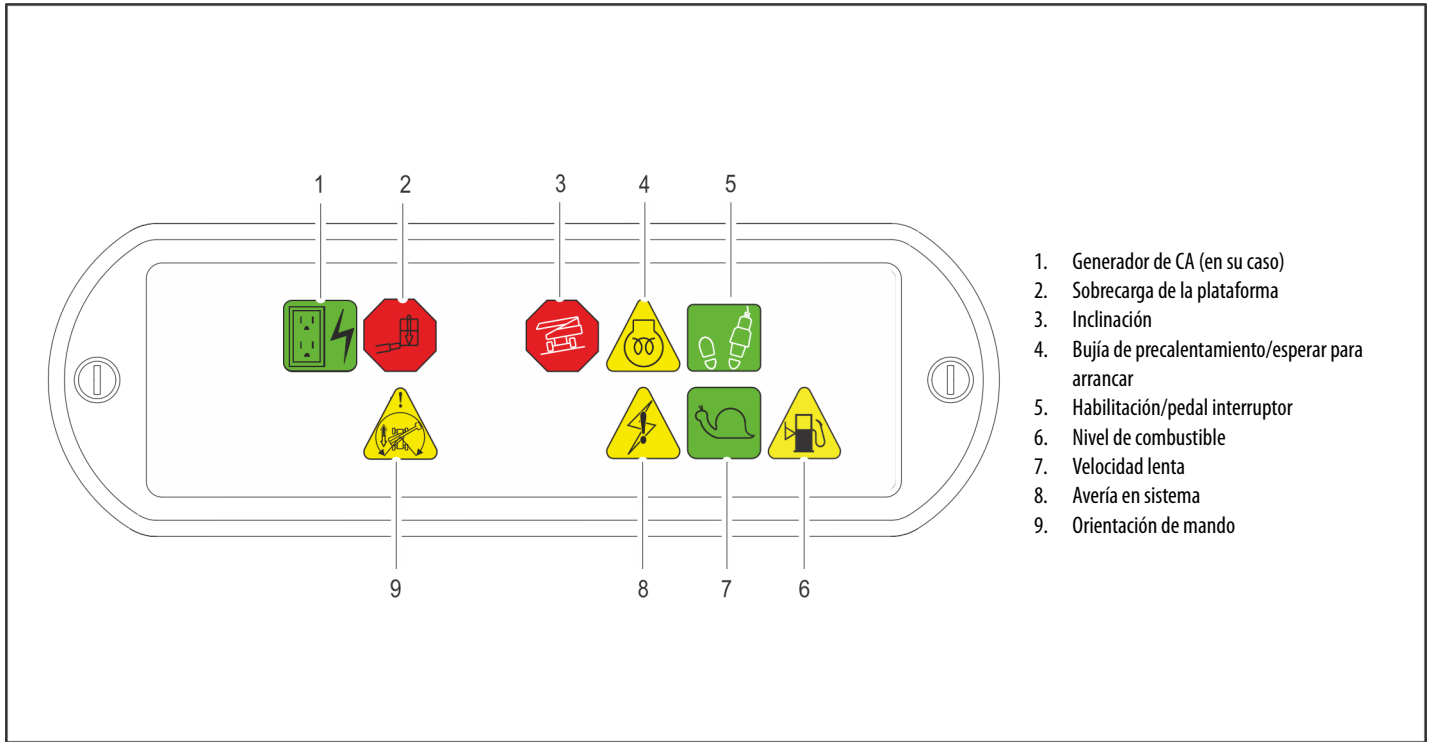 1 2 3 4 5
9 8 7 6
1. Generador de CA (en su caso)
2. Sobrecarga de la plataforma
3. Inclinación
4. Bujía de precalentamiento/esperar para
arrancar
5. Habilitación/pedal interruptor
6. Nivel de combustible
7. Velocidad lenta
8. Avería en sistema
9. Orientación de mando